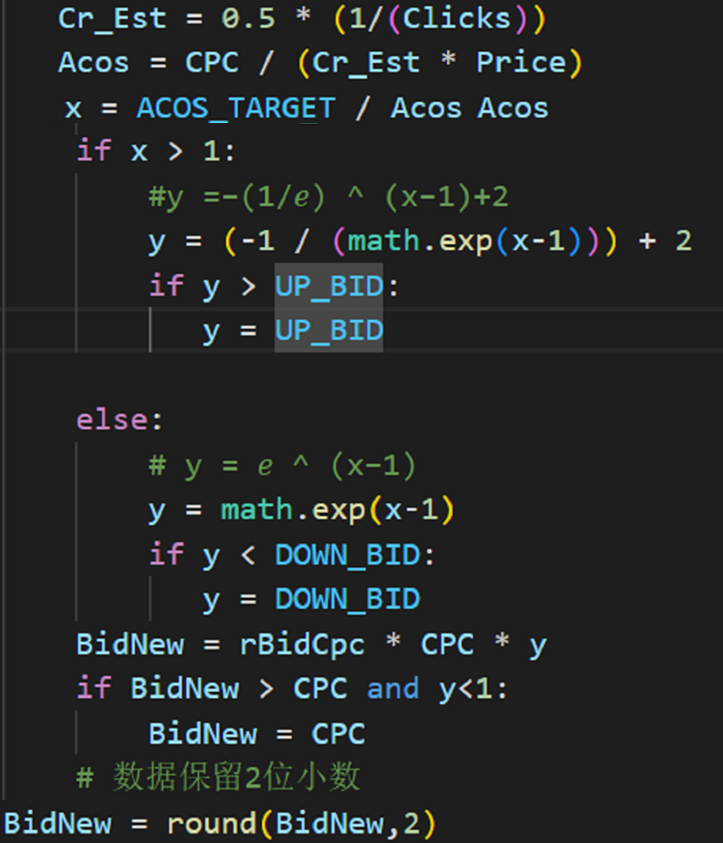 Cr_Est = 0.5 * (1/(Clicks))
Acos = CPC / (Cr_Est * Price)
x = ACOS_TARGET / Acos Acos
if x > 1:
#y =-(1/e) ^ (x-1)+2
y = (-1 / (math.exp(x-1))) + 2
if y > UP_BID:
y = UP_BID
else:
# y = e ^ (x-1)
y = math.exp(x-1)
if y < DOWN_BID:
y = DOWN_BID
BidNew = rBidCpc * CPC * y
if BidNew > CPC and y<1:
BidNew = CPC
# 数据保留2位小数
BidNew = round(BidNew,2)